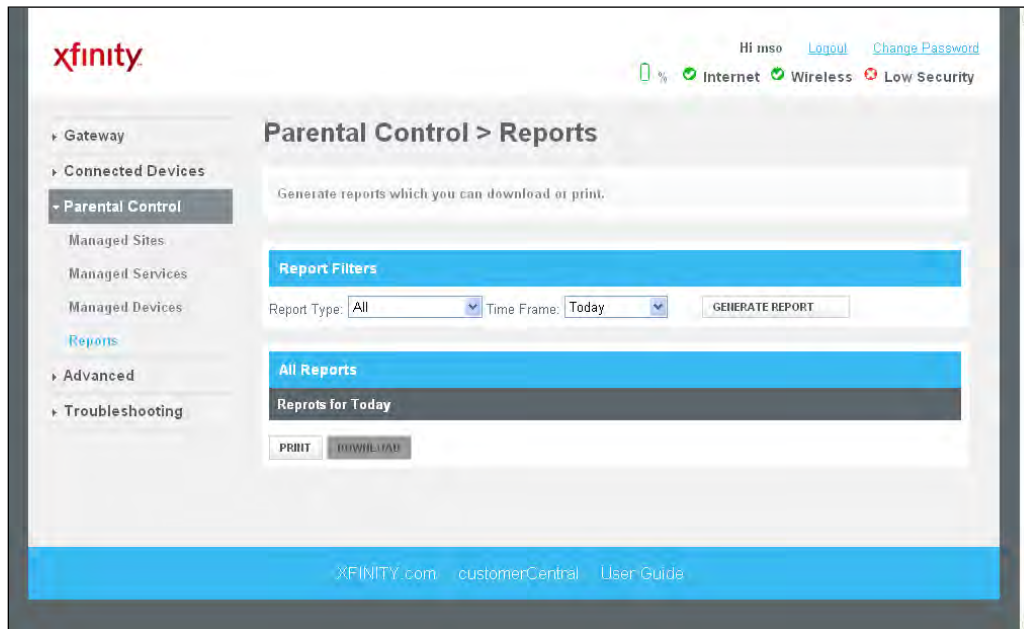 xfinity
Hi mso Logout Change Password
% Internet Wireless Low Security
Gateway
Connected Devices
Parental Control
Managed Sites
Managed Services
Managed Devices
Reports
Advanced
Troubleshooting
Parental Control > Reports
Generate reports which you can download or print.
Report Filters
Report Type: All Time Frame: Today GENERATE REPORT
All Reports
Reprots for Today
PRINT DOWNLOAD
XFINITY.com customerCentral User Guide